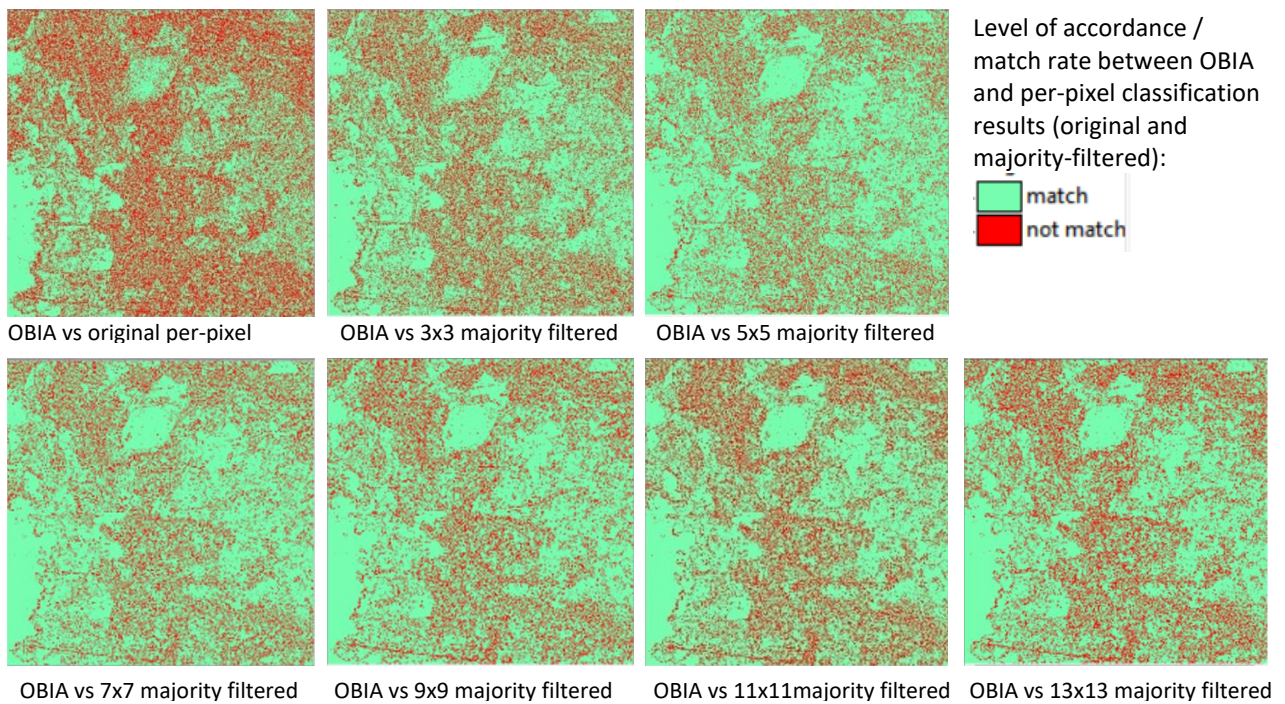 Level of accordance /
match rate between OBIA
and per-pixel classification
results (original and
majority-filtered):
match
not match
OBIA vs original per-pixel
OBIA vs 3x3 majority filtered
OBIA vs 5x5 majority filtered
OBIA vs 7x7 majority filtered
OBIA vs 9x9 majority filtered
OBIA vs 11x11majority filtered
OBIA vs 13x13 majority filtered